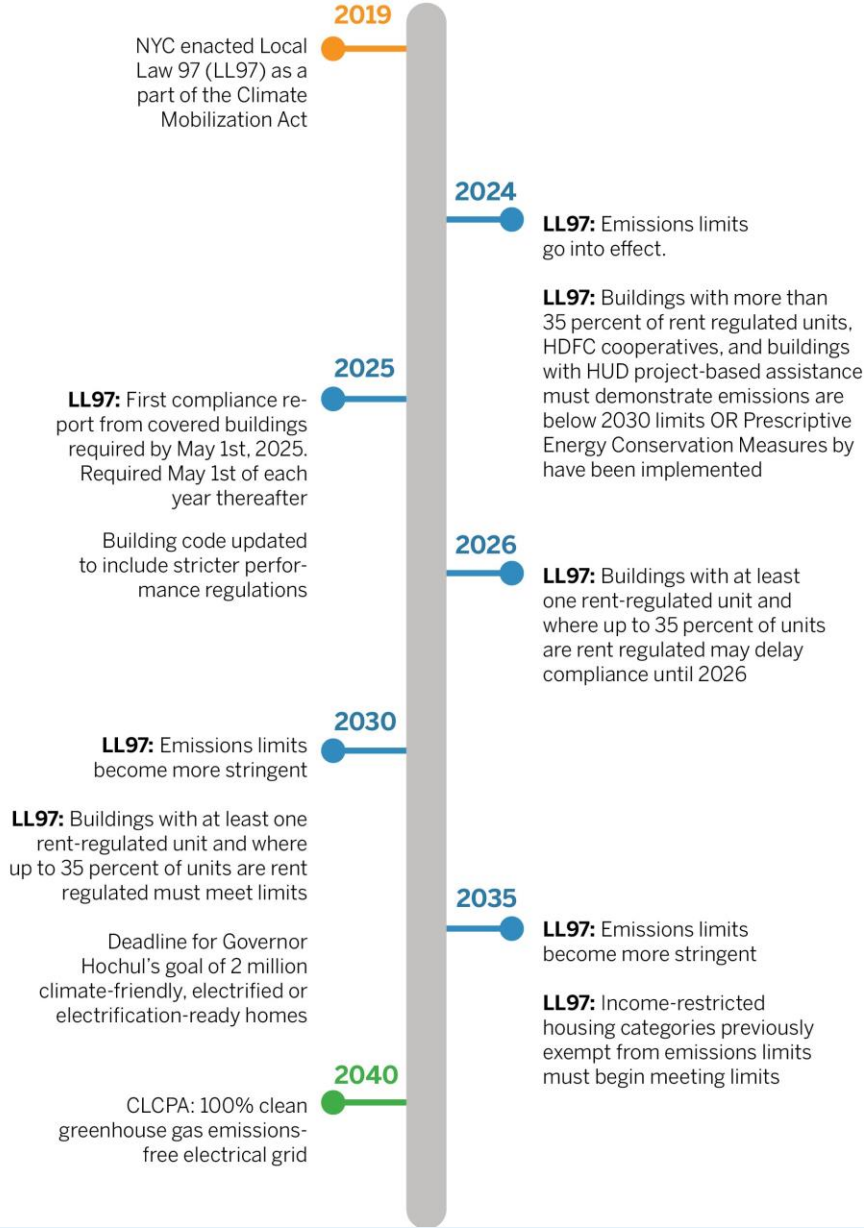 2019
NYC enacted Local
Law 97 (LL97) as a
part of the Climate
Mobilization Act
2024
LL97: Emissions limits
go into effect.
LL97: Buildings with more than
35 percent of rent regulated units,
HDFC cooperatives, and buildings
with HUD project-based assistance
must demonstrate emissions are
below 2030 limits OR Prescriptive
Energy Conservation Measures by
have been implemented
2025
LL97: First compliance re-
port from covered buildings
required by May 1st, 2025.
Required May 1st of each
year thereafter
Building code updated
to include stricter perfor-
mance regulations
2026
LL97: Buildings with at least
one rent-regulated unit and
where up to 35 percent of units
are rent regulated may delay
compliance until 2026
2030
LL97: Emissions limits
become more stringent
LL97: Buildings with at least one
rent-regulated unit and where
up to 35 percent of units are rent
regulated must meet limits
Deadline for Governor
Hochul's goal of 2 million
climate-friendly, electrified or
electrification-ready homes
2035
LL97: Emissions limits
become more stringent
LL97: Income-restricted
housing categories previously
exempt from emissions limits
must begin meeting limits
2040
CLCPA: 100% clean
greenhouse gas emissions-
free electrical grid